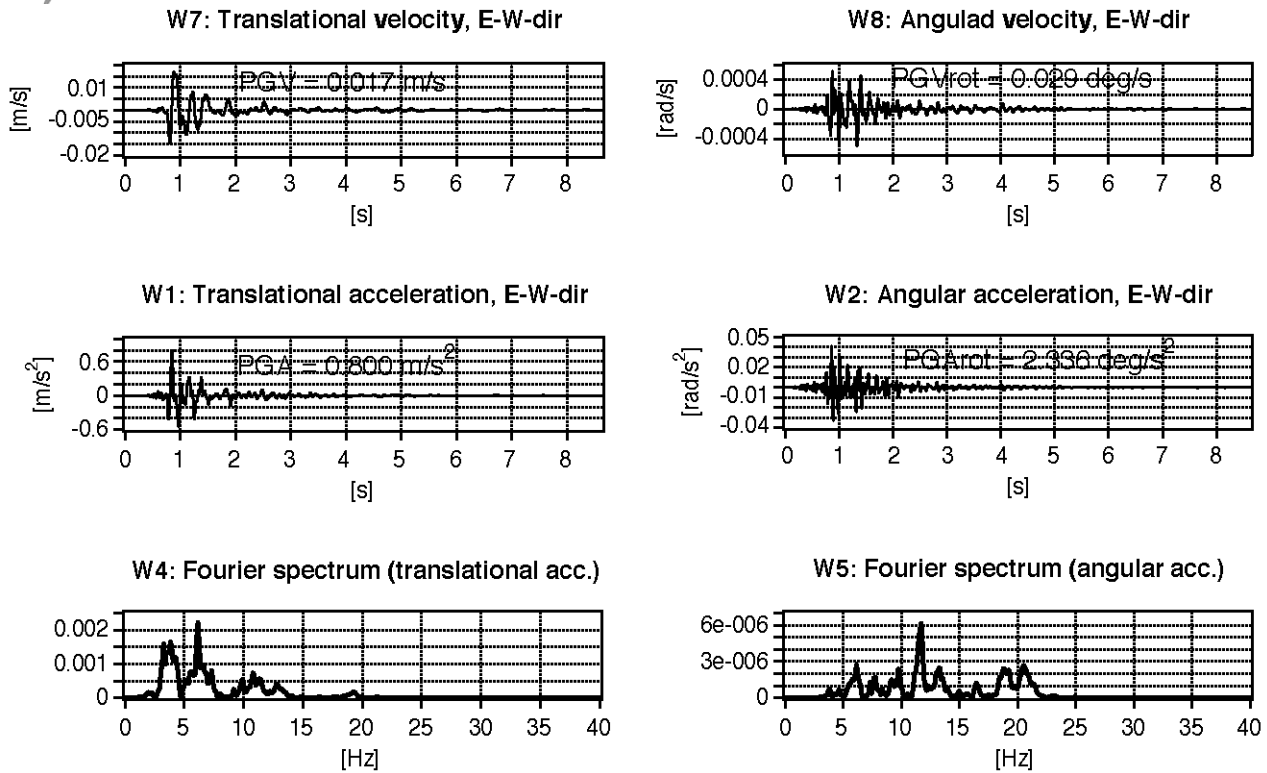 W7: Translational velocity, E-W-dir
PGV = 0.017 m/s
[m/s]
0.01
-0.005
-0.02
0 1 2 3 4 5 6 7 8
[s]
W8: Angulad velocity, E-W-dir
PGVrot = 0.029 deg/s
[rad/s]
0.0004
0
-0.0004
0 1 2 3 4 5 6 7 8
[s]
W1: Translational acceleration, E-W-dir
PGA = 0.800 m/s²
[m/s²]
0.6
0
-0.6
0 1 2 3 4 5 6 7 8
[s]
W2: Angular acceleration, E-W-dir
PGArot = 2.336 deg/s
[rad/s²]
0.05
0.02
-0.01
-0.04
0 1 2 3 4 5 6 7 8
[s]
W4: Fourier spectrum (translational acc.)
0.002
0.001
0
0 5 10 15 20 25 30 35 40
[Hz]
W5: Fourier spectrum (angular acc.)
6e-006
3e-006
0
0 5 10 15 20 25 30 35 40
[Hz]